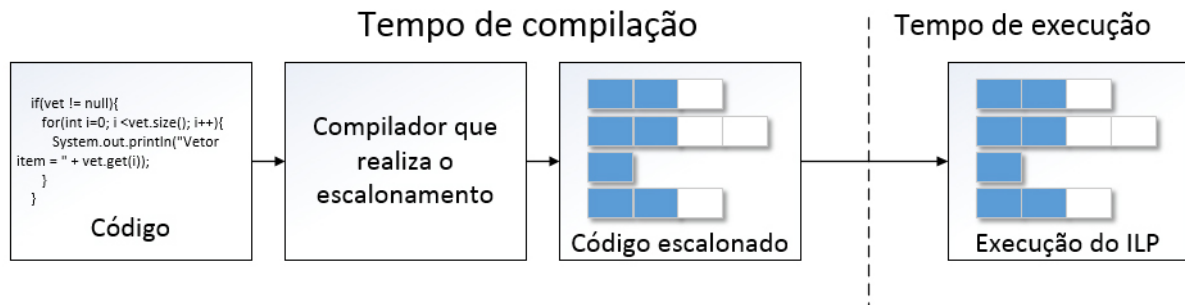 Tempo de compilação
Tempo de execução
if(vet != null){
for(int i=0; i <vet.size(); i++){
System.out.println("Vetor
item = " + vet.get(i));
}
}
Código
Compilador que
realiza o
escalonamento
Código escalonado
Execução do ILP